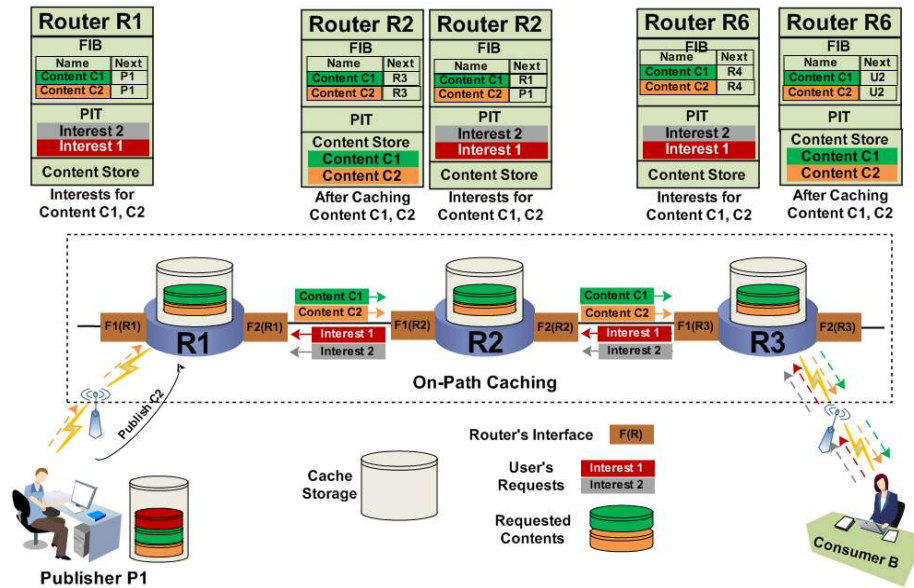 Router R1
FIB
Name Next
Content C1 P1
Content C2 P1
PIT
Interest 2
Interest 1
Content Store
Interests for
Content C1, C2
Router R2
FIB
Name Next
Content C1 R3
Content C2 R3
PIT
Content Store
Content C1
Content C2
After Caching
Content C1, C2
Router R2
FIB
Name Next
Content C1 R1
Content C2 P1
PIT
Interest 2
Interest 1
Content Store
Interests for
Content C1, C2
Router R6
FIB
Name Next
Content C1 R4
Content C2 R4
PIT
Interest 2
Interest 1
Content Store
Interests for
Content C1, C2
Router R6
FIB
Name Next
Content C1 U2
Content C2 U2
PIT
Content Store
Content C1
Content C2
After Caching
Content C1, C2
F1(R1)
R1
F2(R1)
Content C1
Content C2
Interest 1
Interest 2
F1(R2)
R2
F2(R2)
Content C1
Content C2
Interest 1
Interest 2
F1(R3)
R3
F2(R3)
On-Path Caching
Publish C2
Router's Interface F(R)
Cache
Storage
User's
Requests
Interest 1
Interest 2
Requested
Contents
Publisher P1
Consumer B